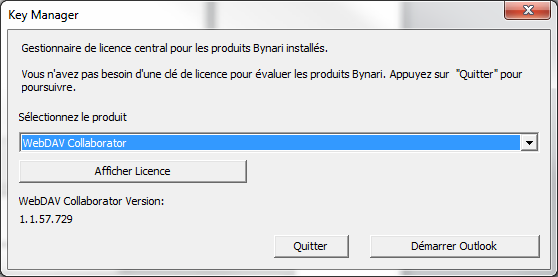 Key Manager
Gestionnaire de licence central pour les produits Bynari installés.
Vous n'avez pas besoin d'une clé de licence pour évaluer les produits Bynari. Appuyez sur  "Quitter" pour
poursuivre.
Sélectionnez le produit
WebDAV Collaborator
Afficher Licence
WebDAV Collaborator Version:
1.1.57.729
Quitter
Démarrer Outlook